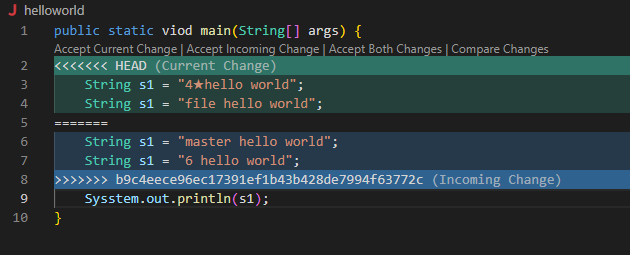 J helloworld
1 public static viod main(String[] args) {
Accept Current Change | Accept Incoming Change | Accept Both Changes | Compare Changes
2 <<<<<<< HEAD (Current Change)
3 String s1 = "4★hello world";
4 String s1 = "file hello world";
5 =======
6 String s1 = "master hello world";
7 String s1 = "6 hello world";
8 >>>>>>> b9c4eece96ec17391ef1b43b428de7994f63772c (Incoming Change)
9 Sysstem.out.println(s1);
10 }